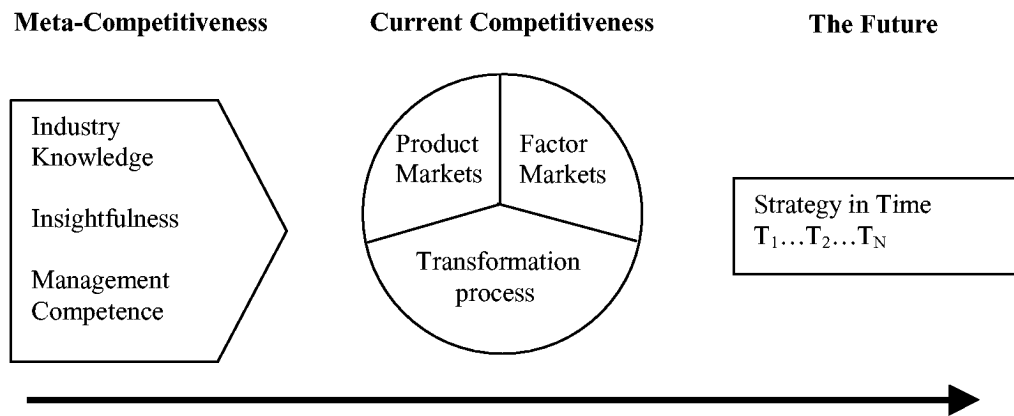 Meta-Competitiveness
Current Competitiveness
The Future
Industry
Knowledge
Insightfulness
Management
Competence
Product
Markets
Factor
Markets
Transformation
process
Strategy in Time
T₁…T₂…T_N